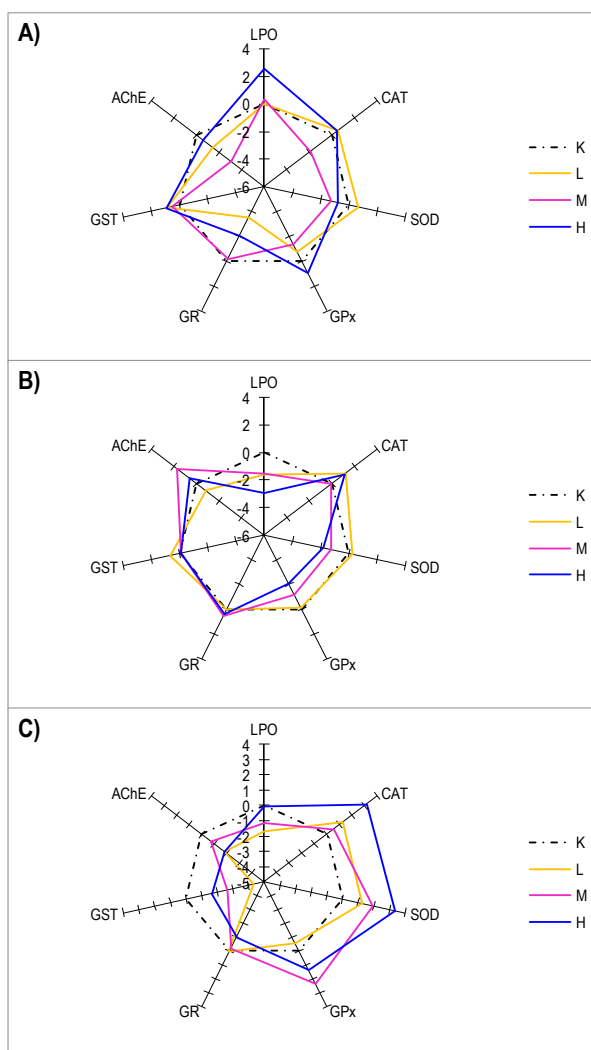 A)
LPO
4
2
0
-2
-4
-6
CAT
SOD
GPx
GR
GST
AChE
K
L
M
H
B)
LPO
4
2
0
-2
-4
-6
CAT
SOD
GPx
GR
GST
AChE
K
L
M
H
C)
LPO
4
3
2
1
0
-1
-2
-3
-4
-5
CAT
SOD
GPx
GR
GST
AChE
K
L
M
H